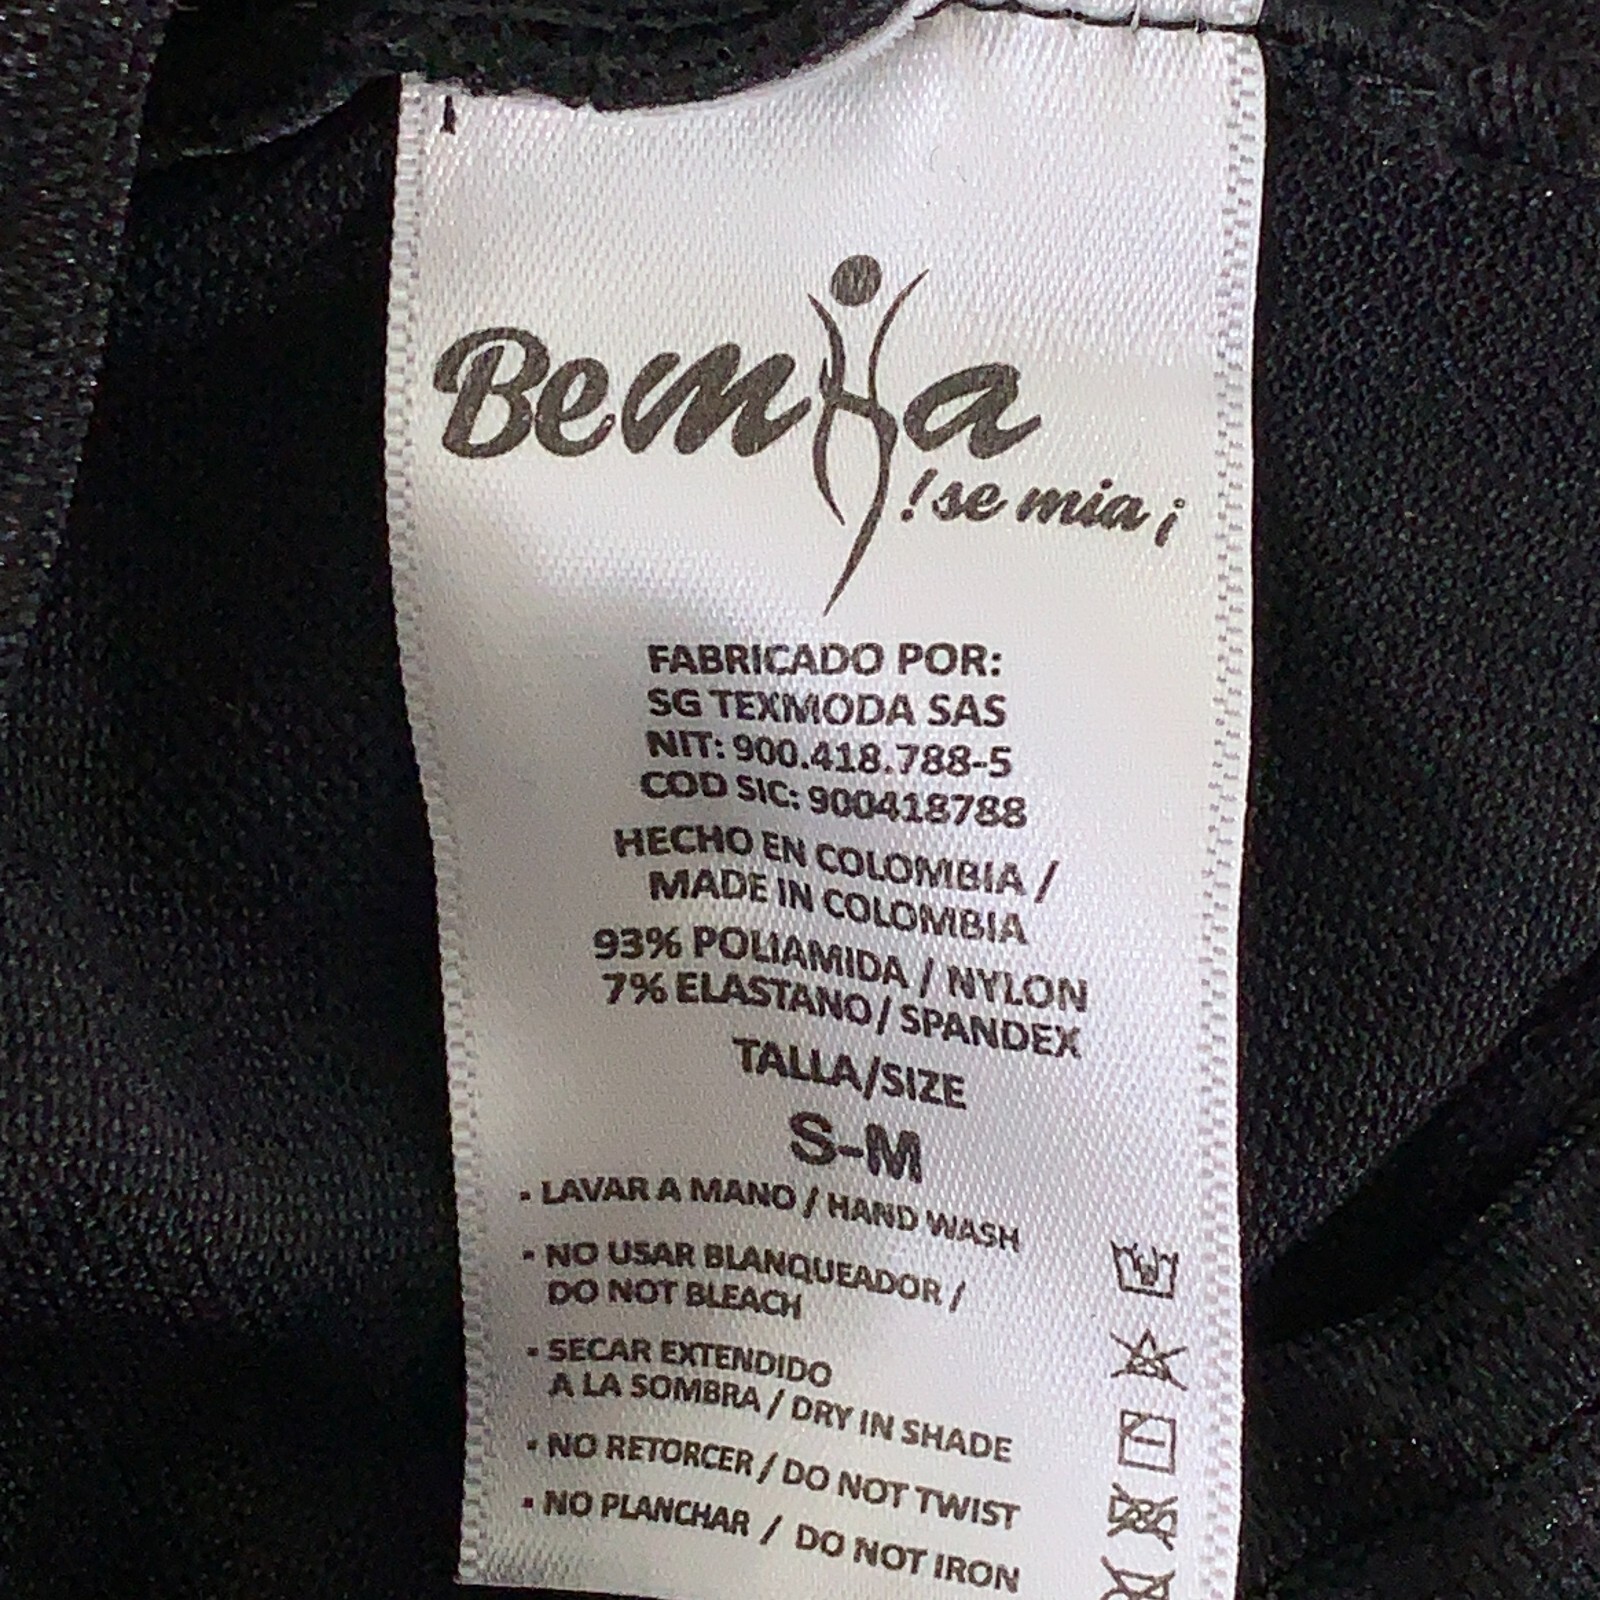 Bemia
!se mia¡
FABRICADO POR:
SG TEXMODA SAS
NIT: 900.418.788-5
COD SIC: 900418788
HECHO EN COLOMBIA /
MADE IN COLOMBIA
93% POLIAMIDA / NYLON
7% ELASTANO / SPANDEX
TALLA/SIZE
S-M
- LAVAR A MANO / HAND WASH
- NO USAR BLANQUEADOR /
DO NOT BLEACH
- SECAR EXTENDIDO
A LA SOMBRA / DRY IN SHADE
- NO RETORCER / DO NOT TWIST
- NO PLANCHAR / DO NOT IRON